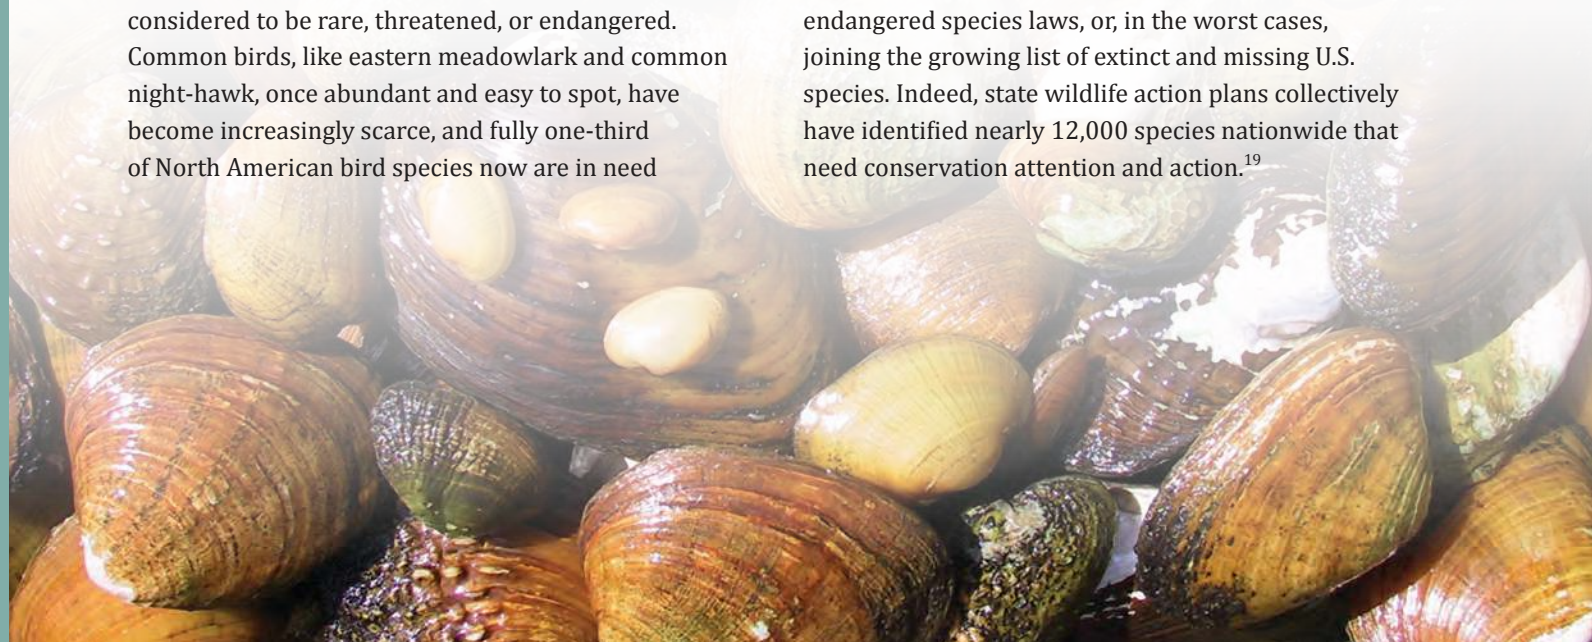 considered to be rare, threatened, or endangered.
Common birds, like eastern meadowlark and common
night-hawk, once abundant and easy to spot, have
become increasingly scarce, and fully one-third
of North American bird species now are in need
endangered species laws, or, in the worst cases,
joining the growing list of extinct and missing U.S.
species. Indeed, state wildlife action plans collectively
have identified nearly 12,000 species nationwide that
need conservation attention and action.19